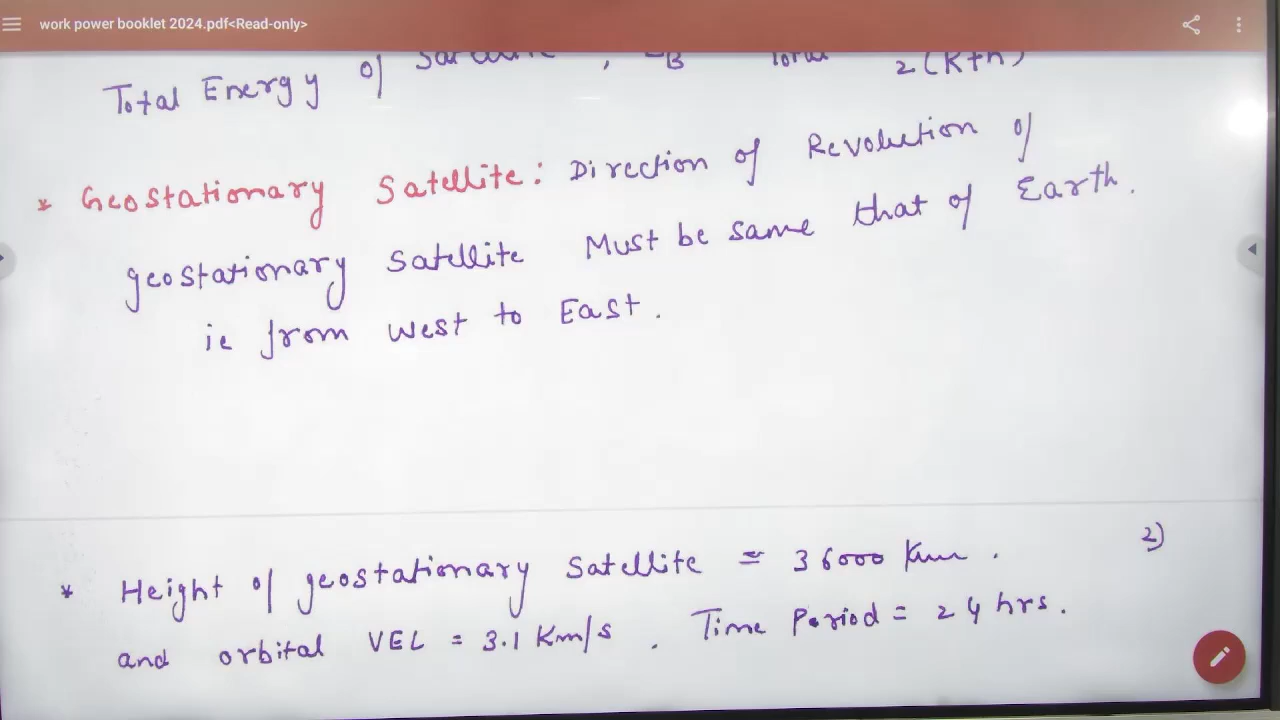 work power booklet 2024.pdf<Read-only>
Total Energy of
* Geostationary Satellite: Direction of Revolution of
geostationary satellite Must be same that of Earth.
ie from West to East.
2)
* Height of geostationary satellite ≈ 36000 Km.
and orbital VEL = 3.1 Km/s. Time Period = 24 hrs.